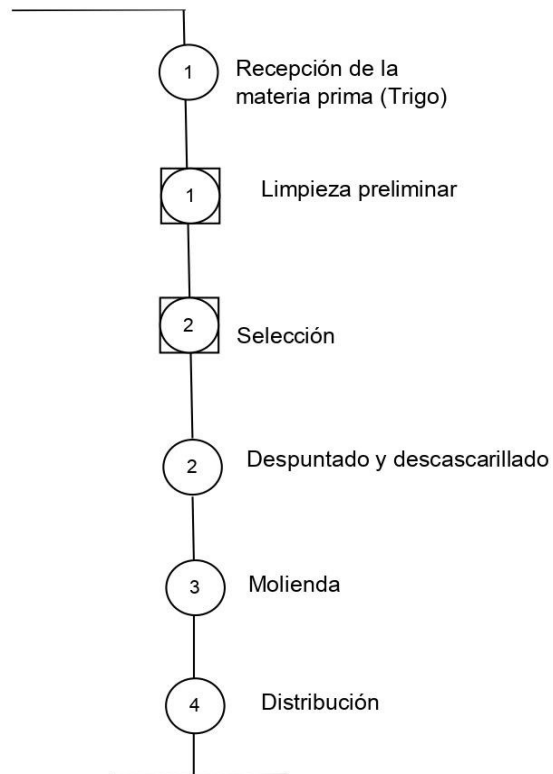 1
Recepción de la
materia prima (Trigo)
1
Limpieza preliminar
2
Selección
2
Despuntado y descascarillado
3
Molienda
4
Distribución